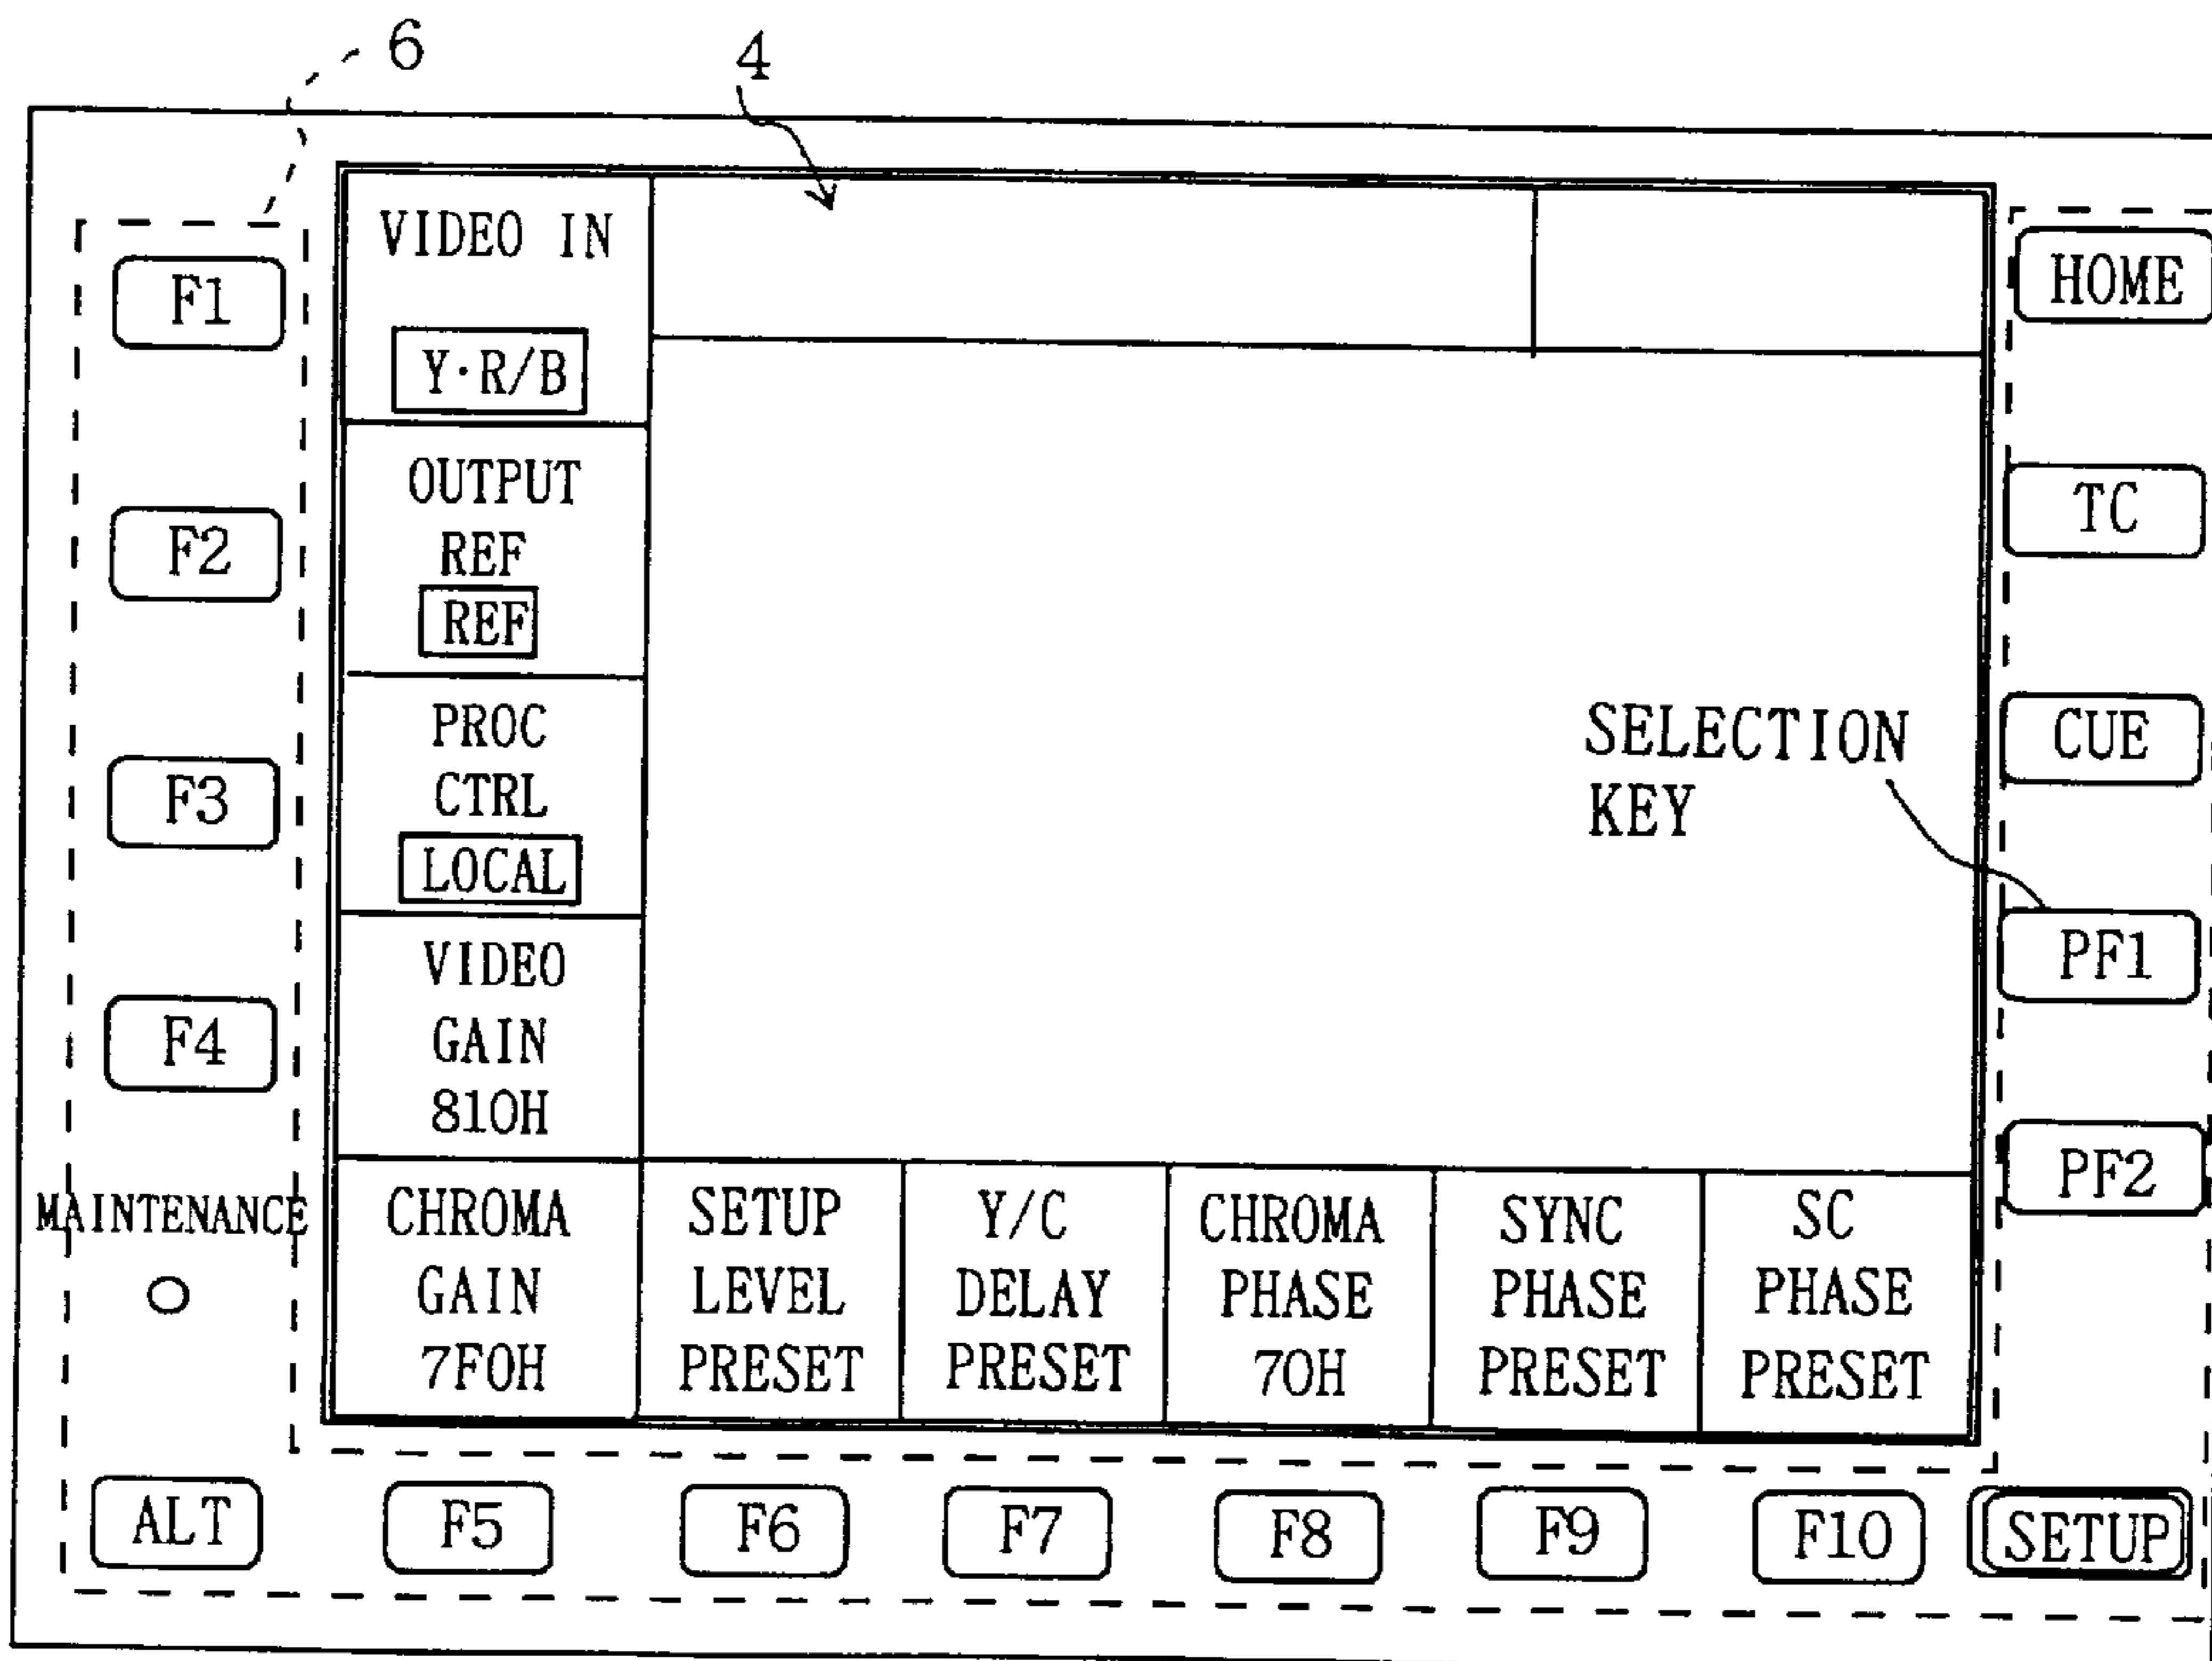 6
4
VIDEO IN
Y·R/B
OUTPUT
REF
REF
PROC
CTRL
LOCAL
VIDEO
GAIN
810H
CHROMA
GAIN
7F0H
SETUP
LEVEL
PRESET
Y/C
DELAY
PRESET
CHROMA
PHASE
70H
SYNC
PHASE
PRESET
SC
PHASE
PRESET
SELECTION
KEY
F1
F2
F3
F4
MAINTENANCE
ALT
F5
F6
F7
F8
F9
F10
SETUP
HOME
TC
CUE
PF1
PF2